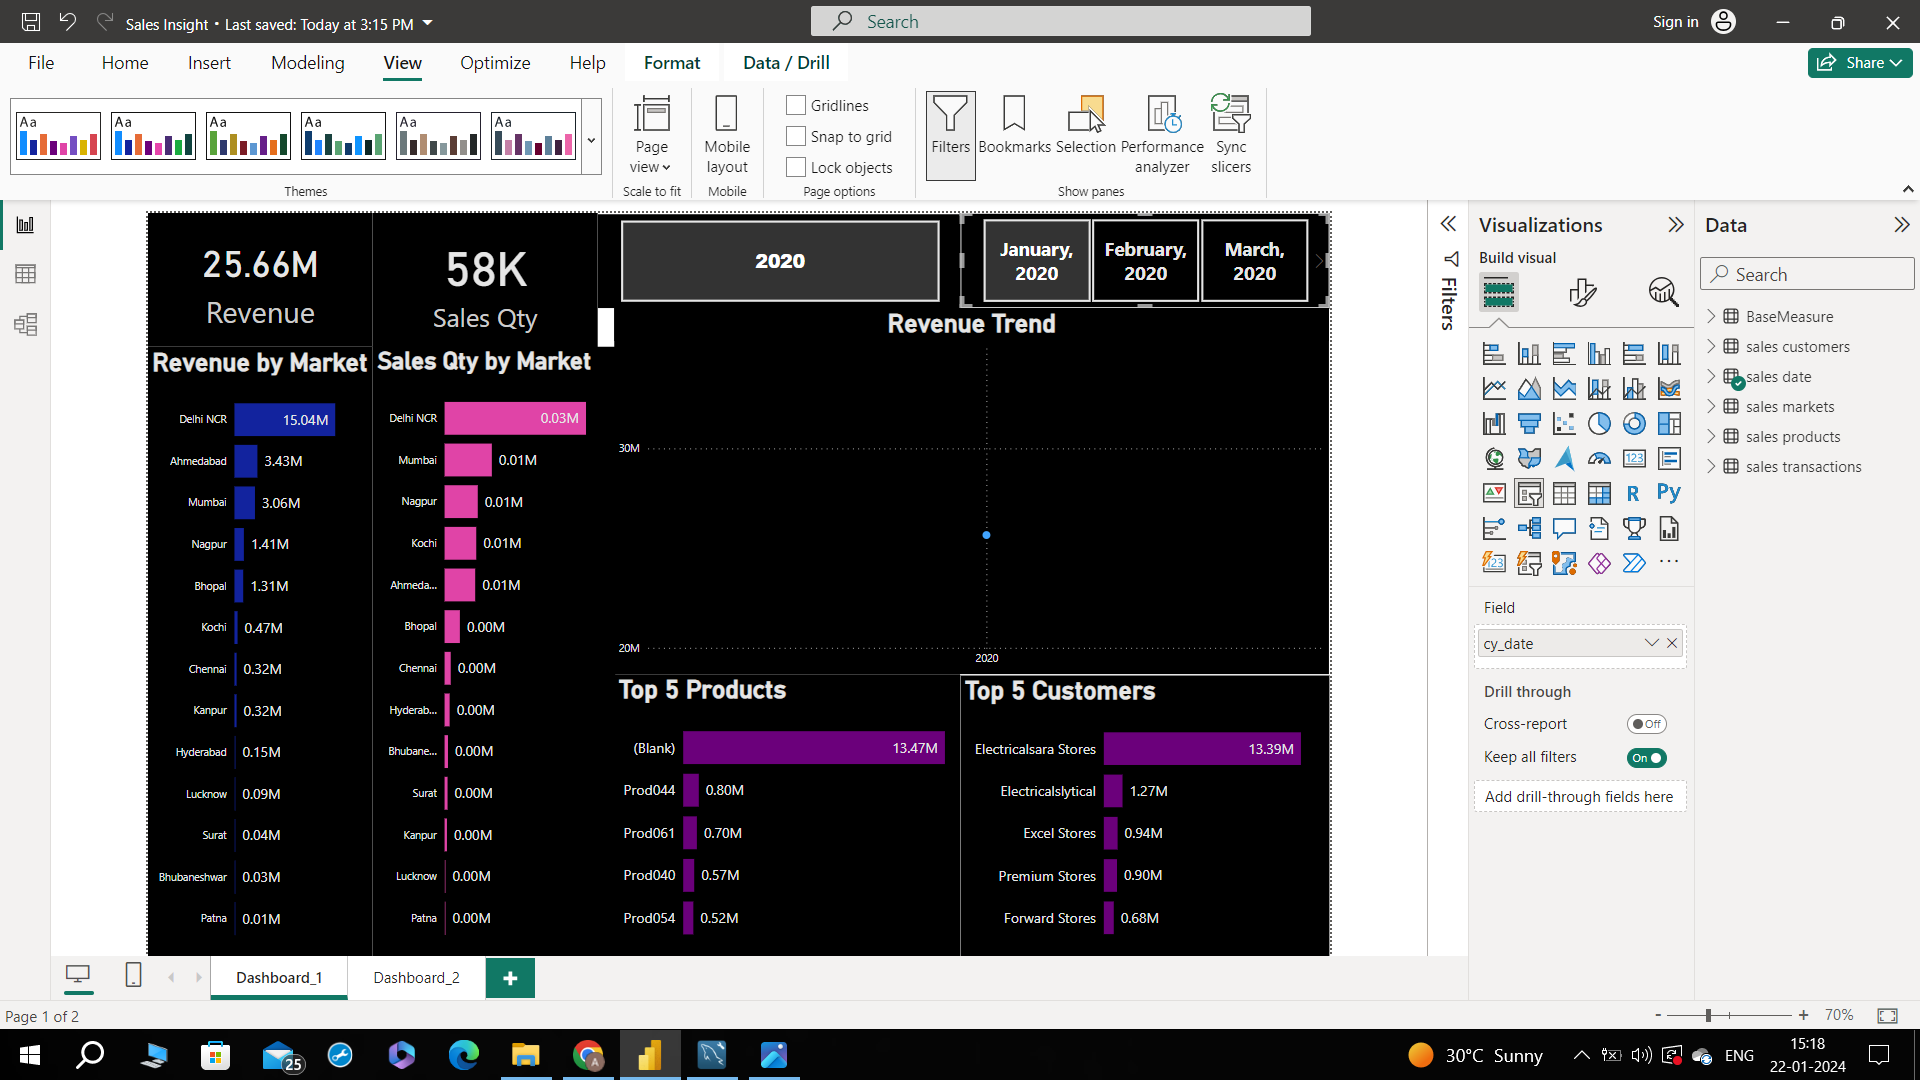 Sales Insight • Last saved: Today at 3:15 PM
Search
Sign in
File
Home
Insert
Modeling
View
Optimize
Help
Format
Data / Drill
Share
Aa
Aa
Aa
Aa
Aa
Aa
Themes
Page view
Scale to fit
Mobile layout
Mobile
Gridlines
Snap to grid
Lock objects
Page options
Filters
Bookmarks
Selection
Performance analyzer
Sync slicers
Show panes
25.66M
Revenue
58K
Sales Qty
2020
January, 2020
February, 2020
March, 2020
Revenue by Market
Delhi NCR 15.04M
Ahmedabad 3.43M
Mumbai 3.06M
Nagpur 1.41M
Bhopal 1.31M
Kochi 0.47M
Chennai 0.32M
Kanpur 0.32M
Hyderabad 0.15M
Lucknow 0.09M
Surat 0.04M
Bhubaneshwar 0.03M
Patna 0.01M
Sales Qty by Market
Delhi NCR 0.03M
Mumbai 0.01M
Nagpur 0.01M
Kochi 0.01M
Ahmeda... 0.01M
Bhopal 0.00M
Chennai 0.00M
Hyderab... 0.00M
Bhubane... 0.00M
Surat 0.00M
Kanpur 0.00M
Lucknow 0.00M
Patna 0.00M
Revenue Trend
30M
20M
2020
Top 5 Products
(Blank) 13.47M
Prod044 0.80M
Prod061 0.70M
Prod040 0.57M
Prod054 0.52M
Top 5 Customers
Electricalsara Stores 13.39M
Electricalslytical 1.27M
Excel Stores 0.94M
Premium Stores 0.90M
Forward Stores 0.68M
Filters
Visualizations
Build visual
123
R
Py
123
Field
cy_date
Drill through
Cross-report
Off
Keep all filters
On
Add drill-through fields here
Data
Search
BaseMeasure
sales customers
sales date
sales markets
sales products
sales transactions
Dashboard_1
Dashboard_2
Page 1 of 2
- + 70%
25
A
30°C Sunny
ENG
15:18
22-01-2024